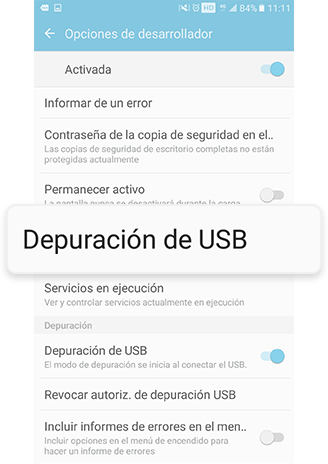 HD 4G 84% 11:11
Opciones de desarrollador
Activada
Informar de un error
Contraseña de la copia de seguridad en el..
Las copias de seguridad de escritorio completas no están
protegidas actualmente
Permanecer activo
La pantalla nunca se desactivará durante la carga
Depuración de USB
Servicios en ejecución
Ver y controlar servicios actualmente en ejecución
Depuración
Depuración de USB
El modo de depuración se inicia al conectar el USB.
Revocar autoriz. de depuración USB
Incluir informes de errores en el men..
Incluir opciones en el menú de encendido para
hacer un informe de errores